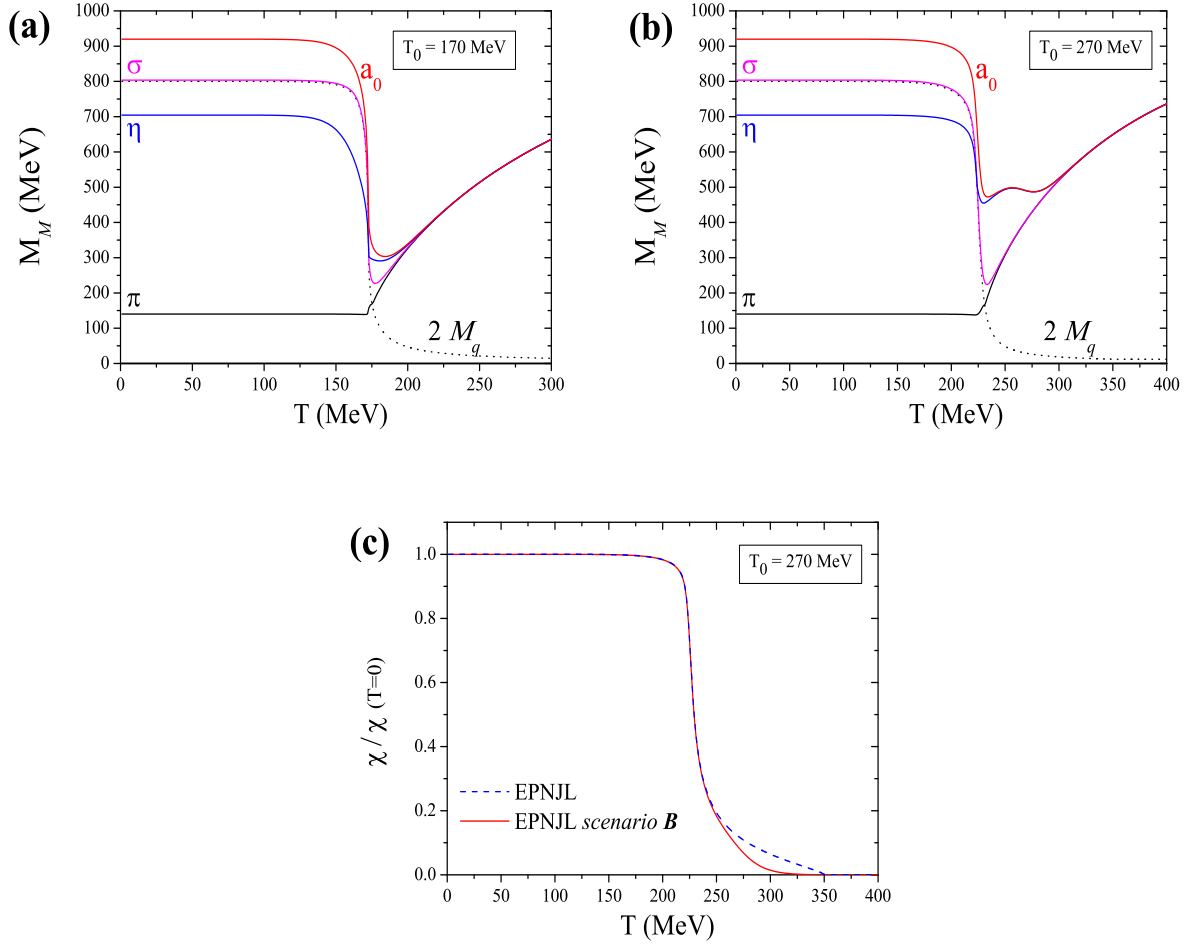 (a)
1000
900
800
700
600
500
400
300
200
100
0
M_M (MeV)
T_0 = 170 MeV
a_0
σ
η
π
2 M_q
0 50 100 150 200 250 300
T (MeV)
(b)
1000
900
800
700
600
500
400
300
200
100
0
M_M (MeV)
T_0 = 270 MeV
a_0
σ
η
π
2 M_q
0 50 100 150 200 250 300 350 400
T (MeV)
(c)
1.0
0.8
0.6
0.4
0.2
0.0
χ / χ (T=0)
T_0 = 270 MeV
EPNJL
EPNJL scenario B
0 50 100 150 200 250 300 350 400
T (MeV)